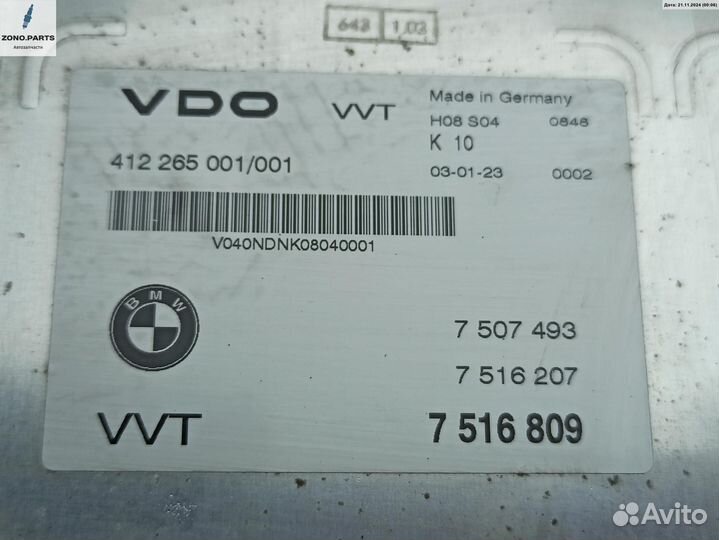 ZONO.PARTS
Автозапчасти
Дата: 21.11.2024 (09:08)
643 1,03
VDO VVT
Made in Germany
H08 S04 0848
K 10
412 265 001/001
03-01-23 0002
V040NDNK08040001
BMW
7 507 493
7 516 207
VVT
7 516 809
Avito